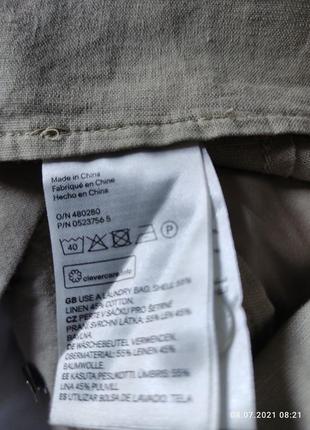 Made in China
Fabriqué en Chine
Hecho en China
O/N 480280
P/N 0523756 5
40
P
clevercare.info
GB USE A LAUNDRY BAG, SHELL: 55%
LINEN 45% COTTON,
CZ PERTE V SÁČKU PRO ŠETRNÉ
PRANÍ SVRCHNÍ LÁTKA: 55% LEN 45%
BAVLNA
DE WÄSCHEBEUTEL VERWENDEN,
OBERMATERIAL: 55% LEINEN 45%
BAUMWOLLE
EE KASUTA PESUKOTTI, ÜMBRIS: 55%
LINA 45% PUUVILL
ES UTILIZAR BOLSA DE LAVADO, TELA
08.07.2021 08:21